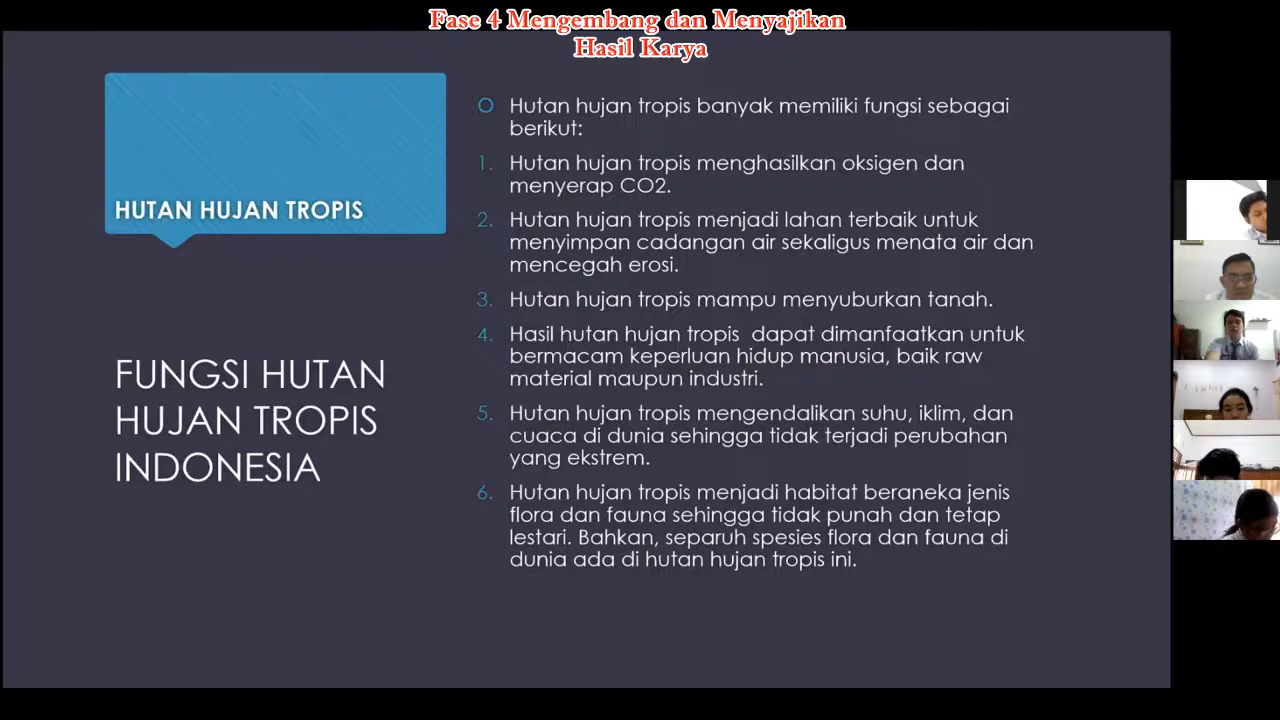 Fase 4 Mengembang dan Menyajikan
Hasil Karya
HUTAN HUJAN TROPIS
FUNGSI HUTAN
HUJAN TROPIS
INDONESIA
O Hutan hujan tropis banyak memiliki fungsi sebagai
berikut:
1. Hutan hujan tropis menghasilkan oksigen dan
menyerap CO2.
2. Hutan hujan tropis menjadi lahan terbaik untuk
menyimpan cadangan air sekaligus menata air dan
mencegah erosi.
3. Hutan hujan tropis mampu menyuburkan tanah.
4. Hasil hutan hujan tropis  dapat dimanfaatkan untuk
bermacam keperluan hidup manusia, baik raw
material maupun industri.
5. Hutan hujan tropis mengendalikan suhu, iklim, dan
cuaca di dunia sehingga tidak terjadi perubahan
yang ekstrem.
6. Hutan hujan tropis menjadi habitat beraneka jenis
flora dan fauna sehingga tidak punah dan tetap
lestari. Bahkan, separuh spesies flora dan fauna di
dunia ada di hutan hujan tropis ini.